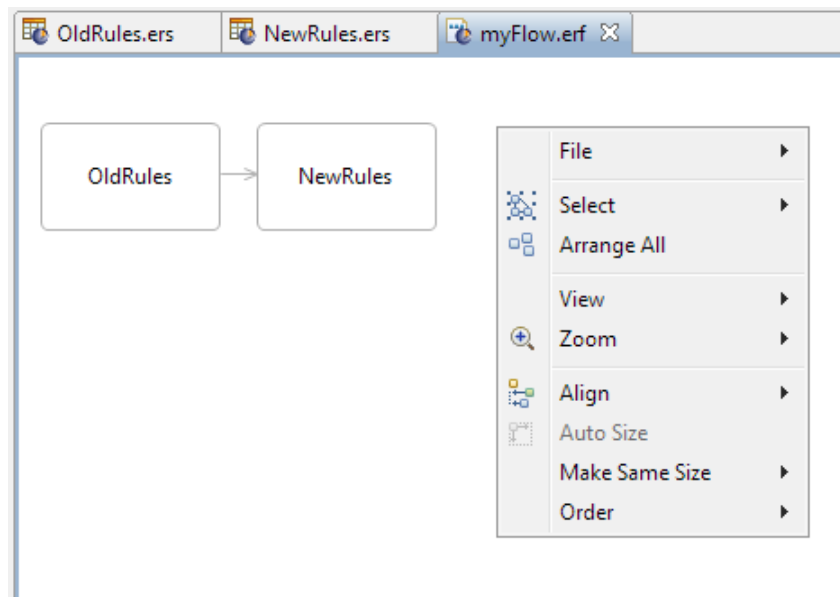 OldRules.ers
NewRules.ers
myFlow.erf
OldRules
NewRules
File
Select
Arrange All
View
Zoom
Align
Auto Size
Make Same Size
Order